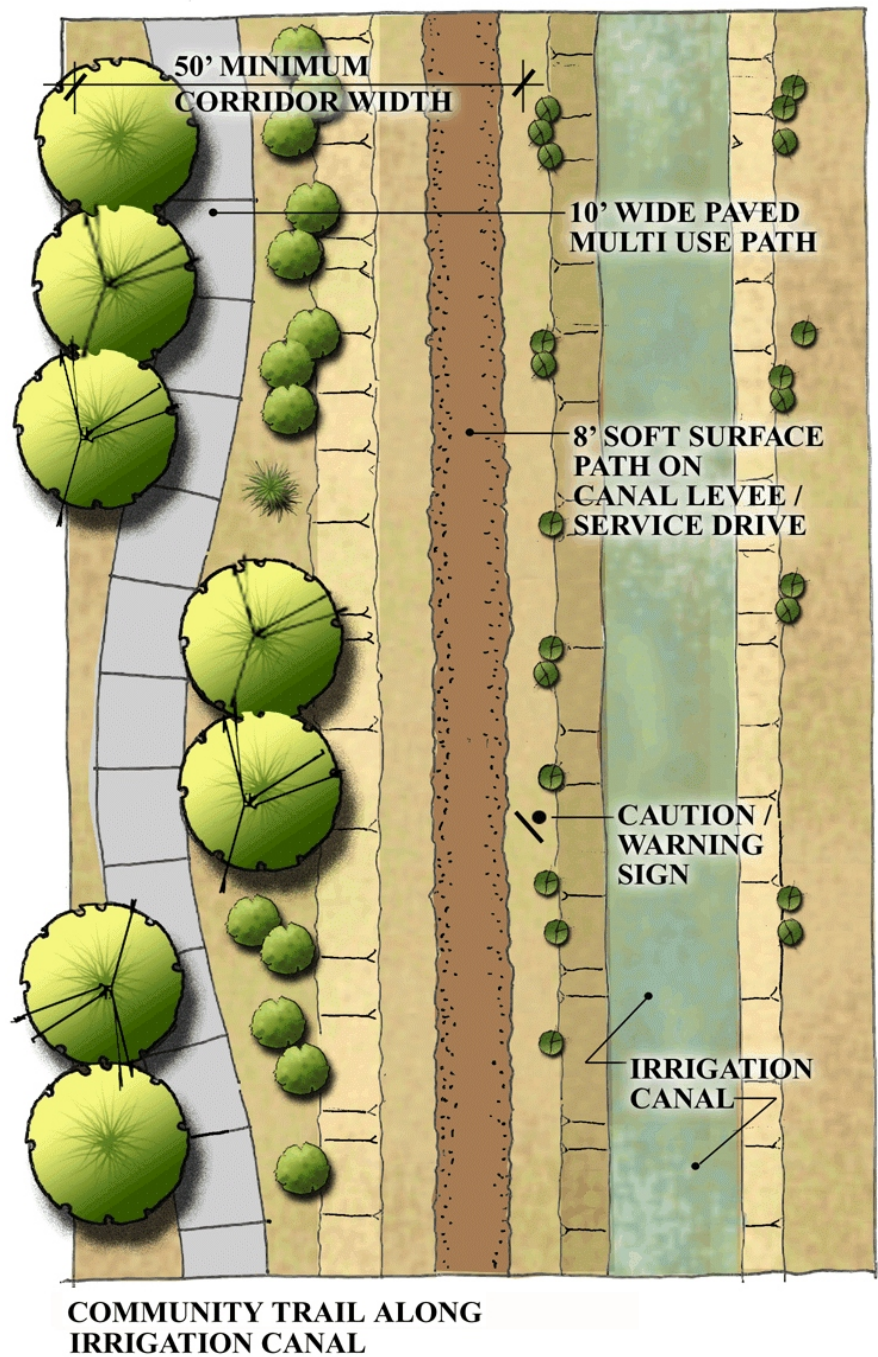 50’ MINIMUM
CORRIDOR WIDTH
10’ WIDE PAVED
MULTI USE PATH
8’ SOFT SURFACE
PATH ON
CANAL LEVEE /
SERVICE DRIVE
CAUTION /
WARNING
SIGN
IRRIGATION
CANAL
COMMUNITY TRAIL ALONG
IRRIGATION CANAL